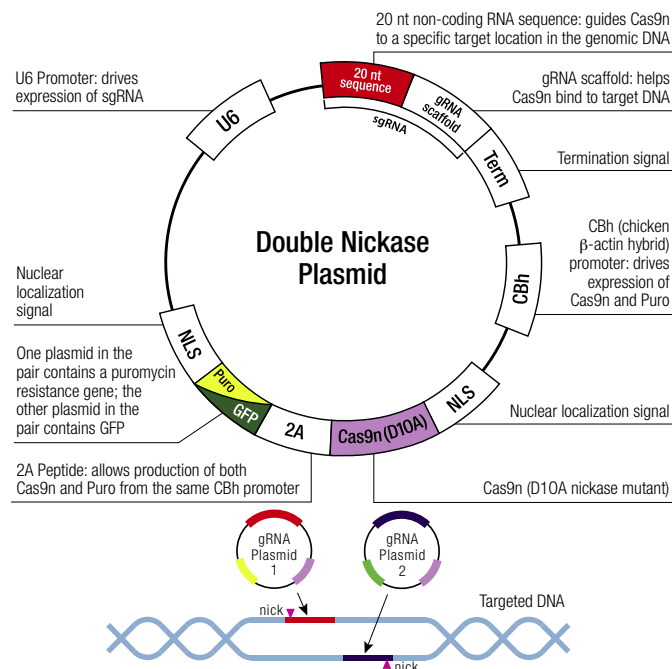 20 nt non-coding RNA sequence: guides Cas9n
to a specific target location in the genomic DNA
U6 Promoter: drives
expression of sgRNA
gRNA scaffold: helps
Cas9n bind to target DNA
20 nt
sequence
gRNA
scaffold
sgRNA
U6
Term
Termination signal
Double Nickase
Plasmid
CBh
CBh (chicken
β-actin hybrid)
promoter: drives
expression of
Cas9n and Puro
Nuclear
localization
signal
NLS
One plasmid in the
pair contains a puromycin
resistance gene; the
other plasmid in the
pair contains GFP
Puro
GFP
2A
Cas9n (D10A)
NLS
Nuclear localization signal
2A Peptide: allows production of both
Cas9n and Puro from the same CBh promoter
Cas9n (D10A nickase mutant)
gRNA
Plasmid
1
gRNA
Plasmid
2
Targeted DNA
nick
nick